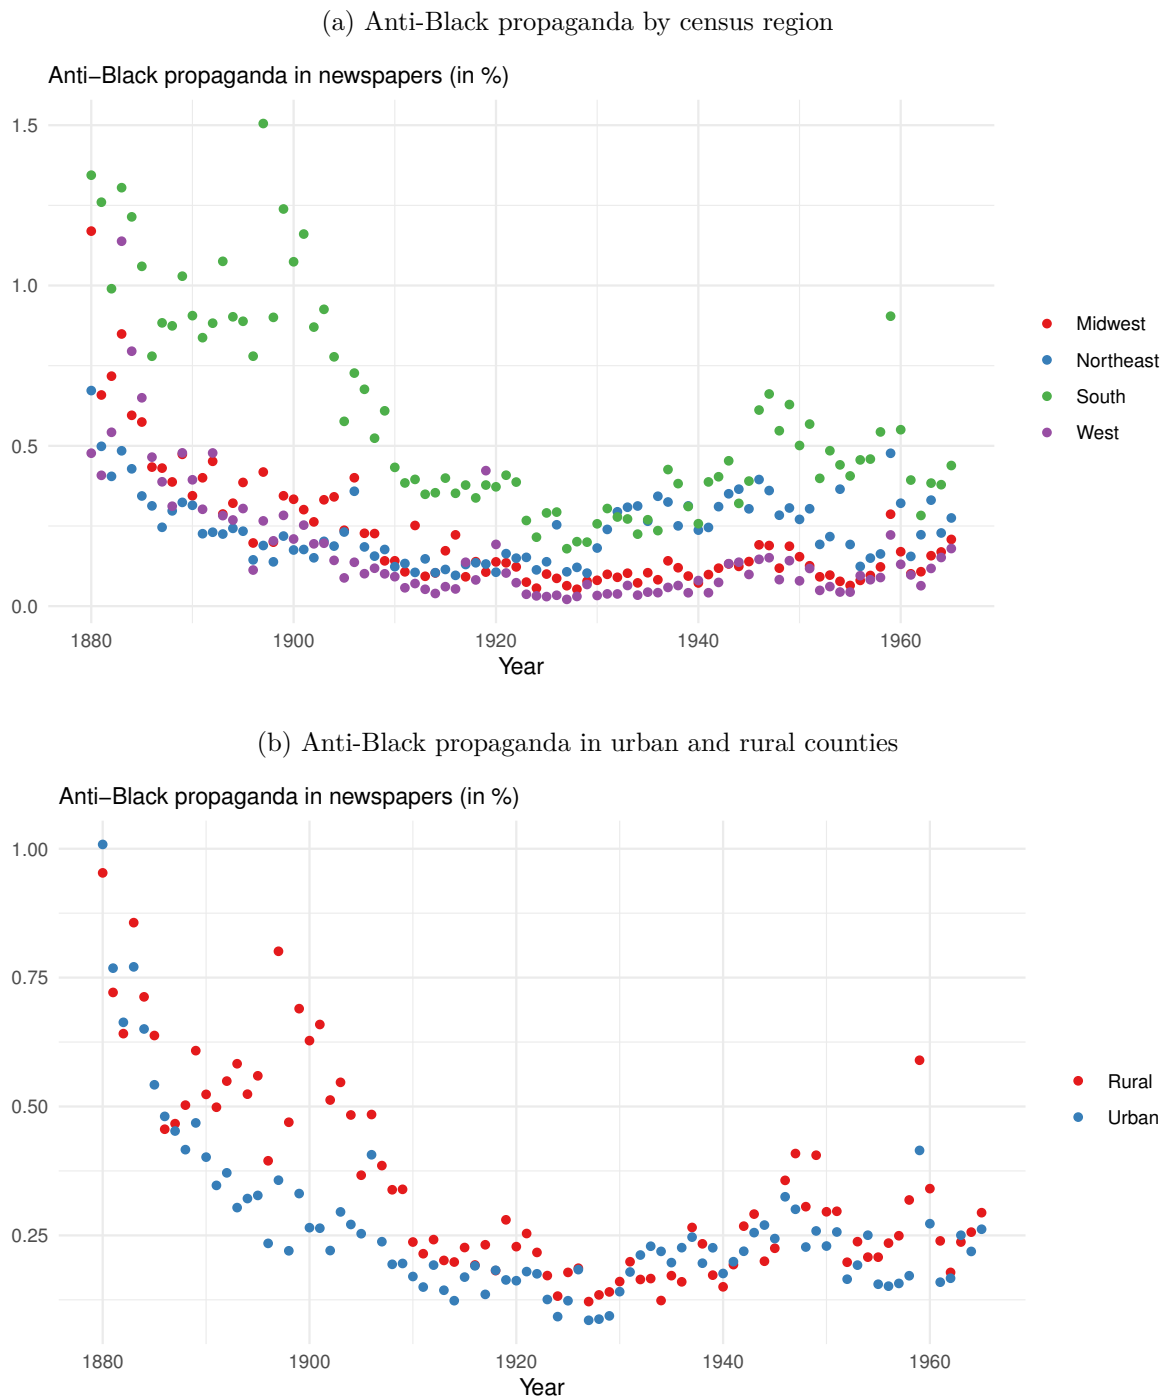 (a) Anti-Black propaganda by census region
Anti−Black propaganda in newspapers (in %)
1.5
1.0
0.5
0.0
Midwest
Northeast
South
West
1880 1900 1920 1940 1960
Year
(b) Anti-Black propaganda in urban and rural counties
Anti−Black propaganda in newspapers (in %)
1.00
0.75
0.50
0.25
Rural
Urban
1880 1900 1920 1940 1960
Year